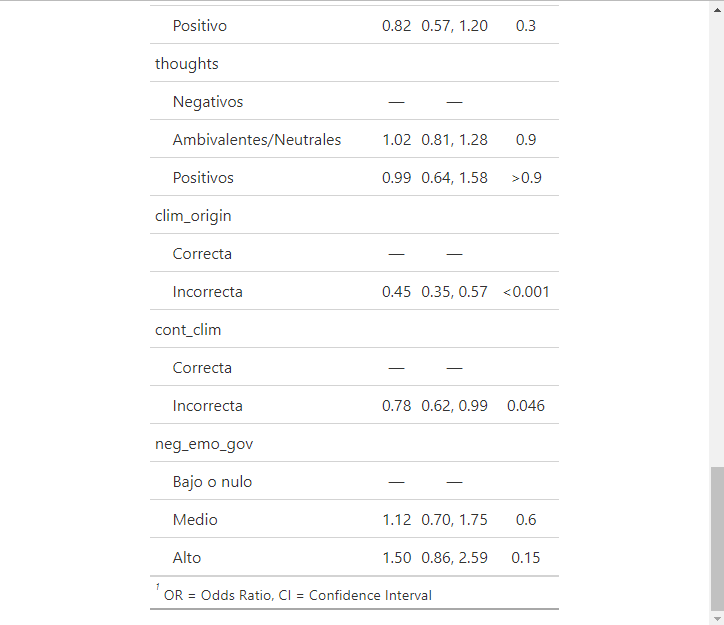 Positivo 0.82 0.57, 1.20 0.3
thoughts
Negativos — —
Ambivalentes/Neutrales 1.02 0.81, 1.28 0.9
Positivos 0.99 0.64, 1.58 >0.9
clim_origin
Correcta — —
Incorrecta 0.45 0.35, 0.57 <0.001
cont_clim
Correcta — —
Incorrecta 0.78 0.62, 0.99 0.046
neg_emo_gov
Bajo o nulo — —
Medio 1.12 0.70, 1.75 0.6
Alto 1.50 0.86, 2.59 0.15
1 OR = Odds Ratio, CI = Confidence Interval